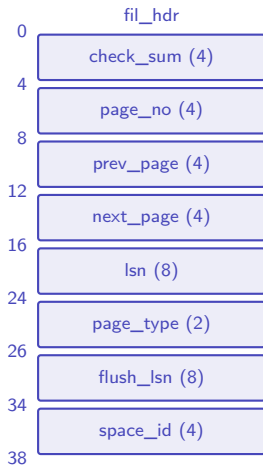 fil_hdr
0
check_sum (4)
4
page_no (4)
8
prev_page (4)
12
next_page (4)
16
lsn (8)
24
page_type (2)
26
flush_lsn (8)
34
space_id (4)
38